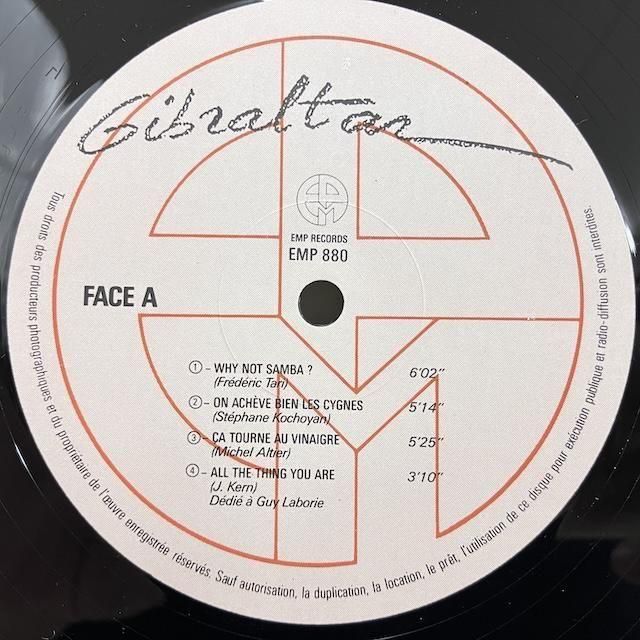 Gibraltar
EMP RECORDS
EMP 880
FACE A
1 - WHY NOT SAMBA ? 6'02"
(Frédéric Tari)
2 - ON ACHÈVE BIEN LES CYGNES 5'14"
(Stéphane Kochoyan)
3 - ÇA TOURNE AU VINAIGRE 5'25"
(Michel Altier)
4 - ALL THE THING YOU ARE 3'10"
(J. Kern)
Dédié à Guy Laborie
Tous droits des producteurs photographiques et du propriétaire de l'œuvre enregistrée réservés. Sauf autorisation, la duplication, la location, le prêt, l'utilisation de ce disque pour exécution publique et radio-diffusion sont interdites.